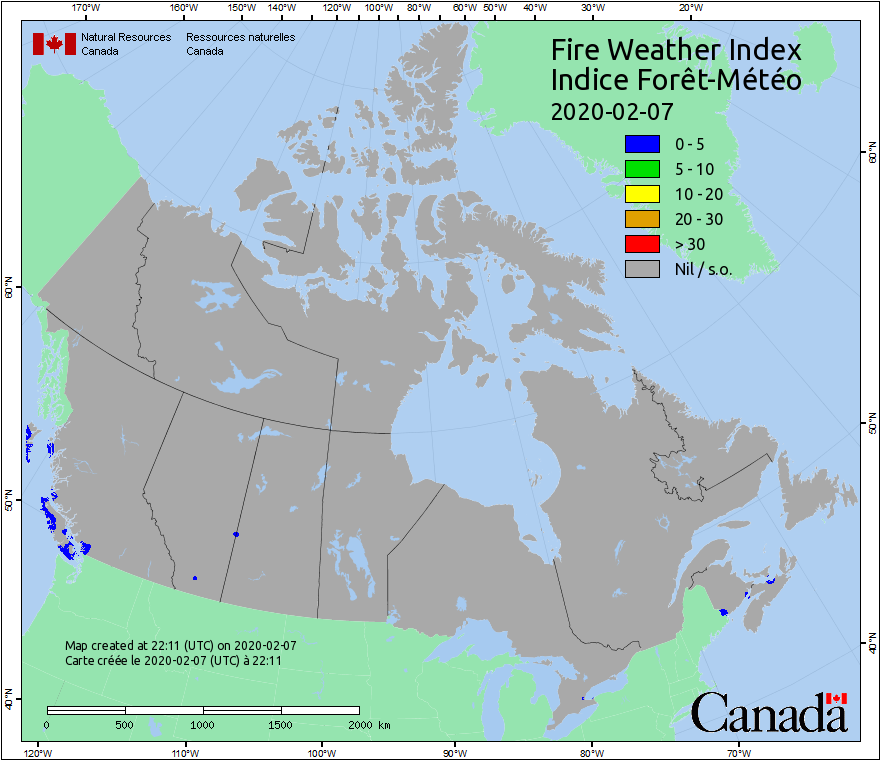 170°W 160°W 150°W 140°W 130°W 120°W 110°W 100°W 90°W 80°W 60°W 50°W 40°W 30°W 20°W
Natural Resources Ressources naturelles
Canada Canada
Fire Weather Index
Indice Forêt-Météo
2020-02-07
0 - 5
5 - 10
10 - 20
20 - 30
> 30
Nil / s.o.
60°N
60°N
50°N
50°N
40°N
40°N
Map created at 22:11 (UTC) on 2020-02-07
Carte créée le 2020-02-07 (UTC) à 22:11
0 500 1000 1500 2000 km
Canada
120°W 110°W 100°W 90°W 80°W 70°W